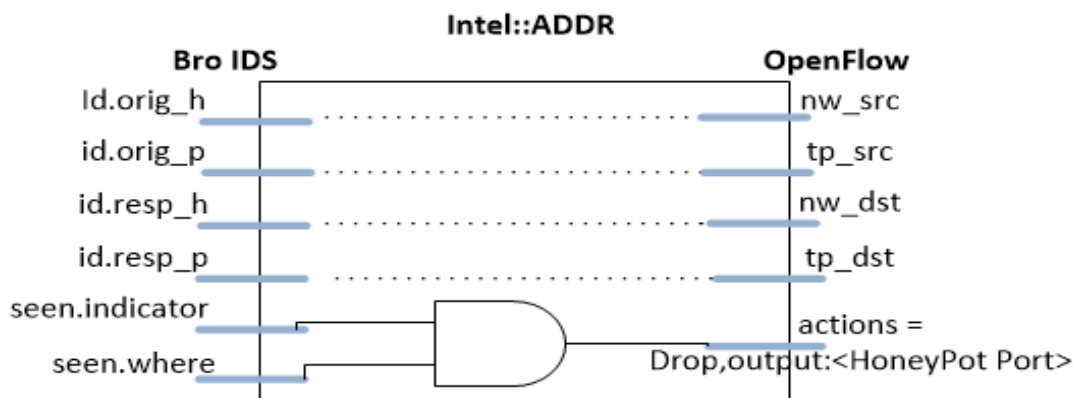 Intel::ADDR
Bro IDS
OpenFlow
Id.orig_h
nw_src
id.orig_p
tp_src
id.resp_h
nw_dst
id.resp_p
tp_dst
seen.indicator
actions =
seen.where
Drop,output:<HoneyPot Port>